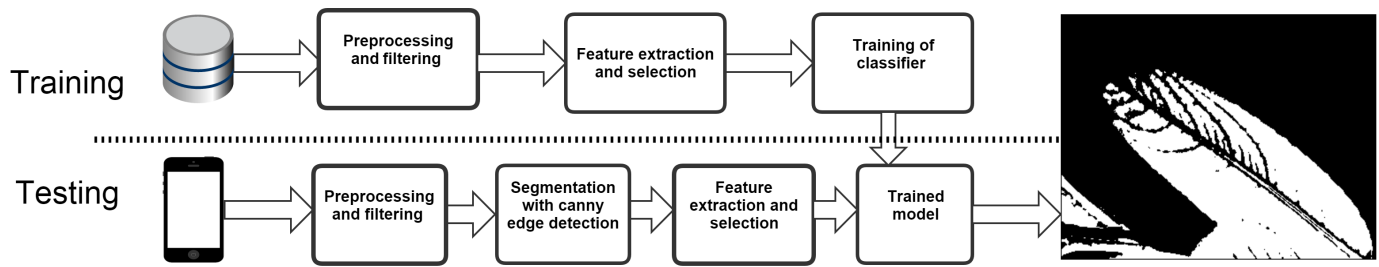 Training
Preprocessing
and filtering
Feature extraction
and selection
Training of
classifier
Testing
Preprocessing
and filtering
Segmentation
with canny
edge detection
Feature
extraction and
selection
Trained
model